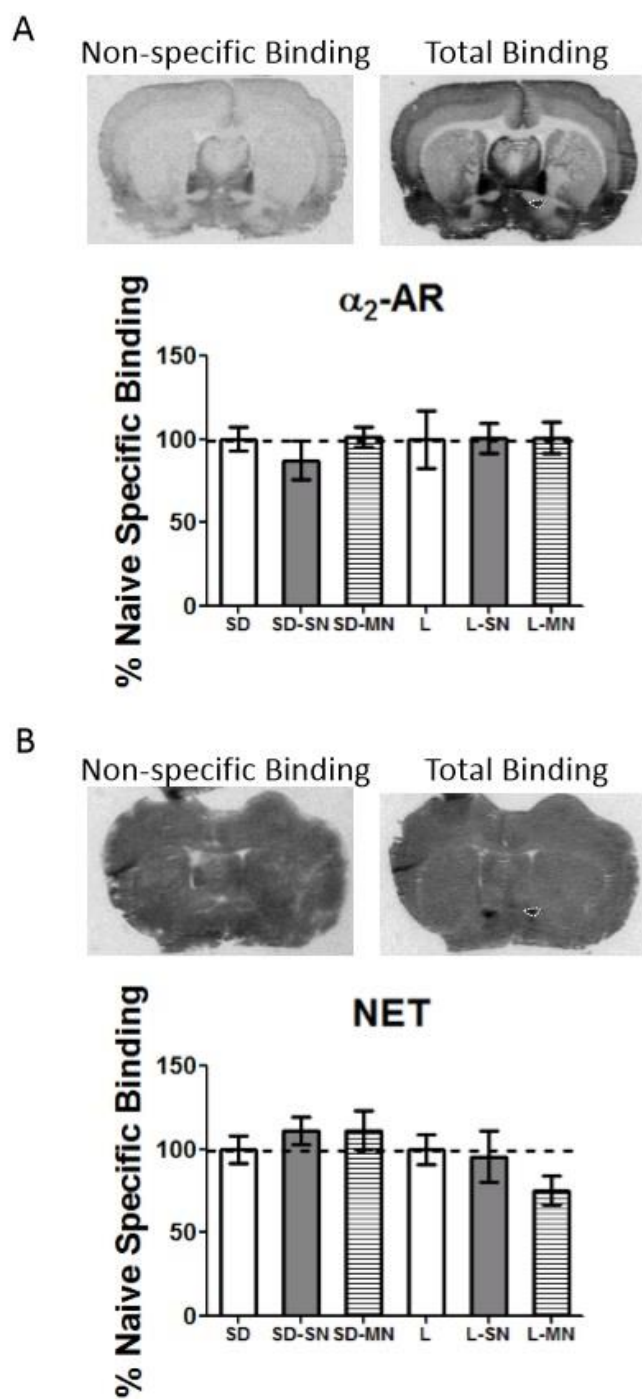 A
Non-specific Binding Total Binding
α₂-AR
% Naive Specific Binding
150
100
50
0
SD SD-SN SD-MN L L-SN L-MN
B
Non-specific Binding Total Binding
NET
% Naive Specific Binding
150
100
50
0
SD SD-SN SD-MN L L-SN L-MN